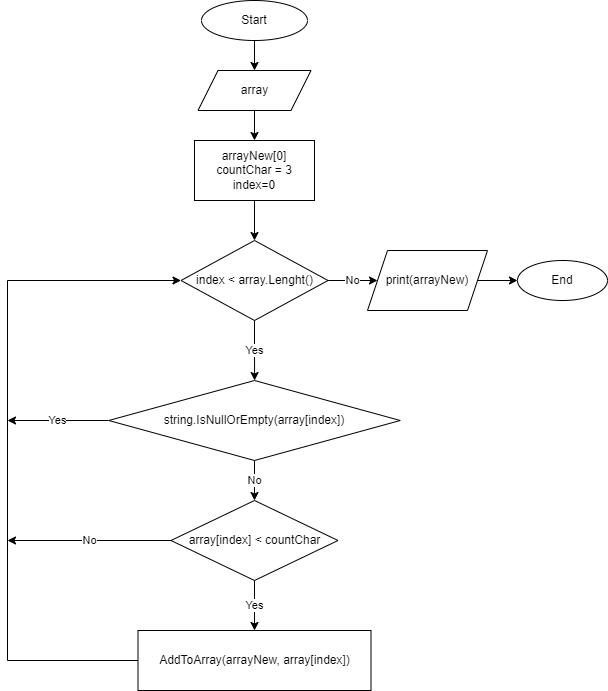 Start
array
arrayNew[0]
countChar = 3
index=0
index < array.Lenght()
No
print(arrayNew)
End
Yes
string.IsNullOrEmpty(array[index])
Yes
No
array[index] < countChar
No
Yes
AddToArray(arrayNew, array[index])